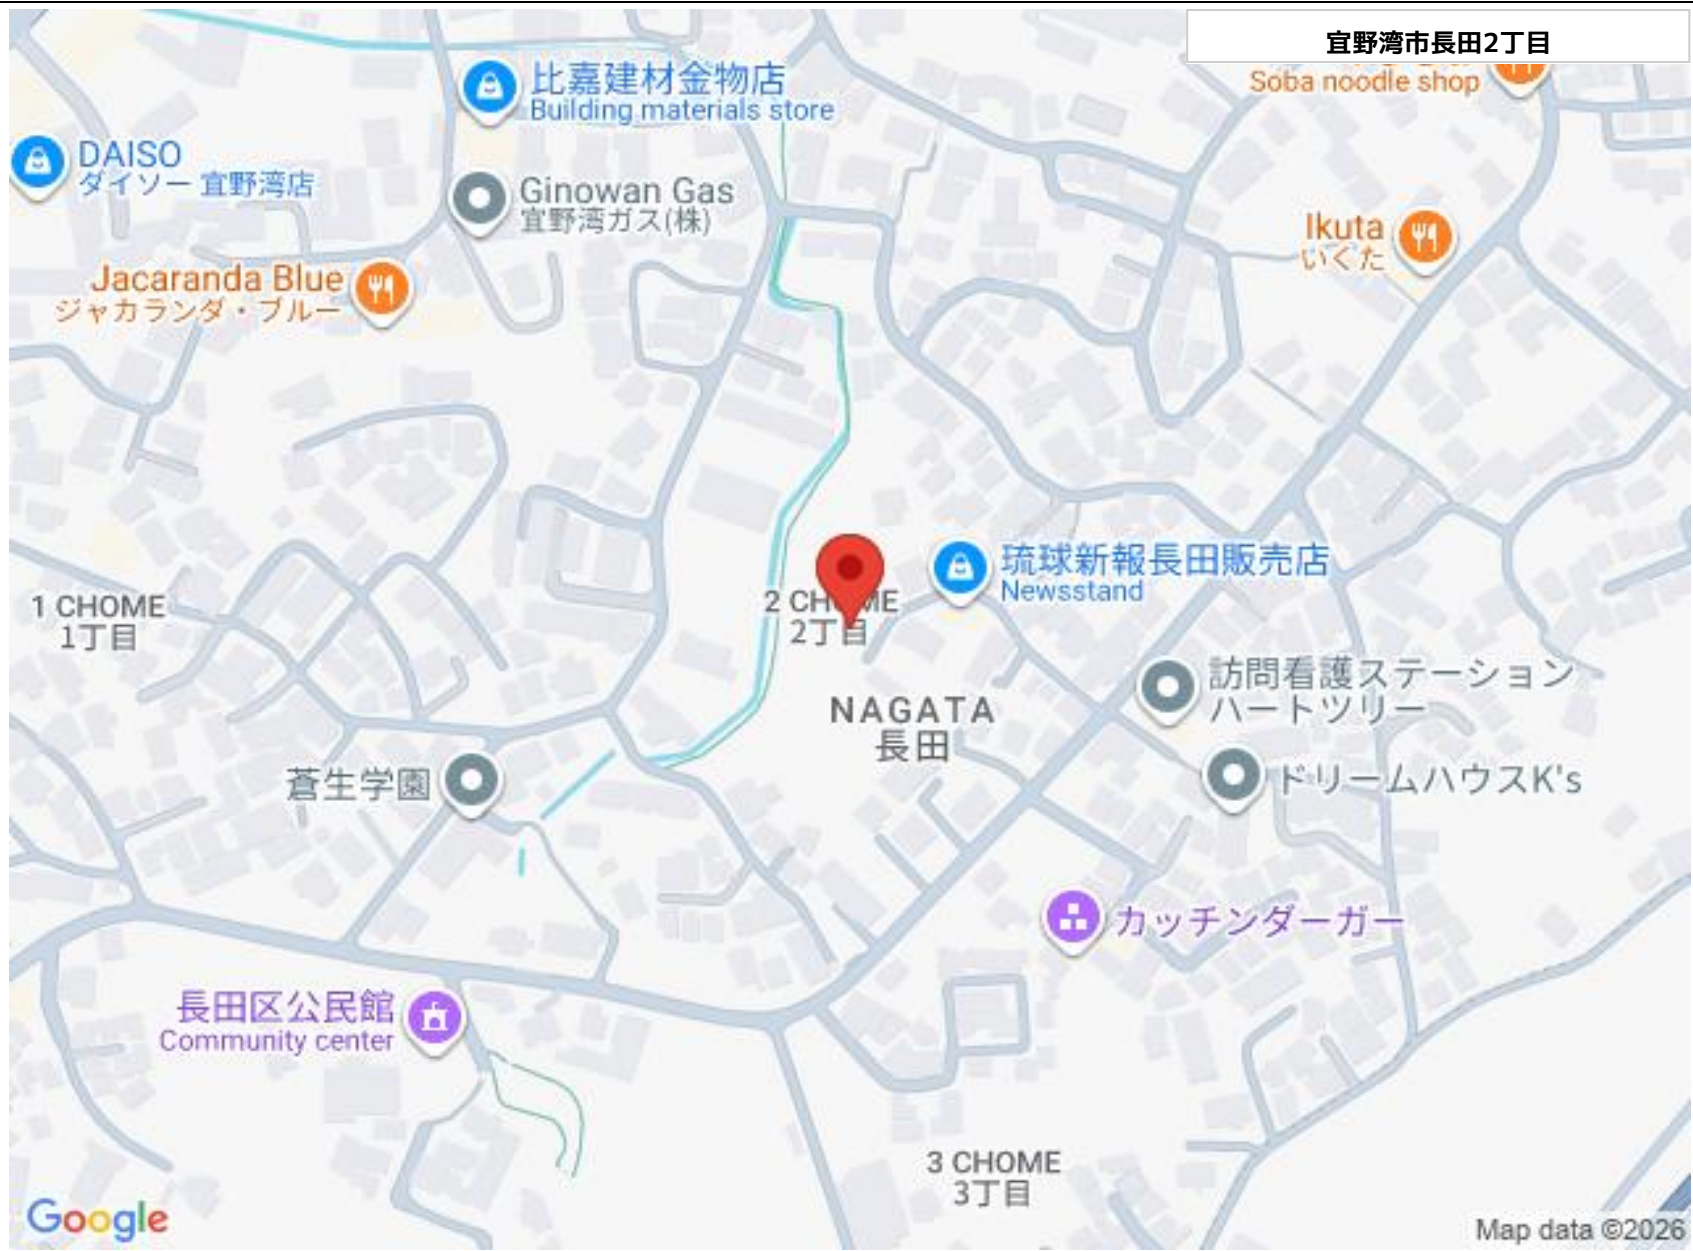 宜野湾市長田2丁目
Soba noodle shop
比嘉建材金物店
Building materials store
DAISO
ダイソー 宜野湾店
Ginowan Gas
宜野湾ガス(株)
Ikuta
いくた
Jacaranda Blue
ジャカランダ・ブルー
琉球新報長田販売店
Newsstand
1 CHOME
1丁目
2 CHOME
2丁目
訪問看護ステーション
ハートツリー
NAGATA
長田
蒼生学園
ドリームハウスK's
カッチンダーガー
長田区公民館
Community center
3 CHOME
3丁目
Google
Map data ©2026